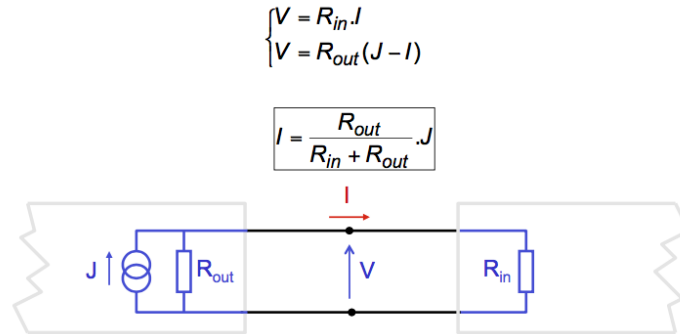 V = R_in.I
V = R_out(J – I)
I = R_out / (R_in + R_out) .J
I
J
R_out
V
R_in